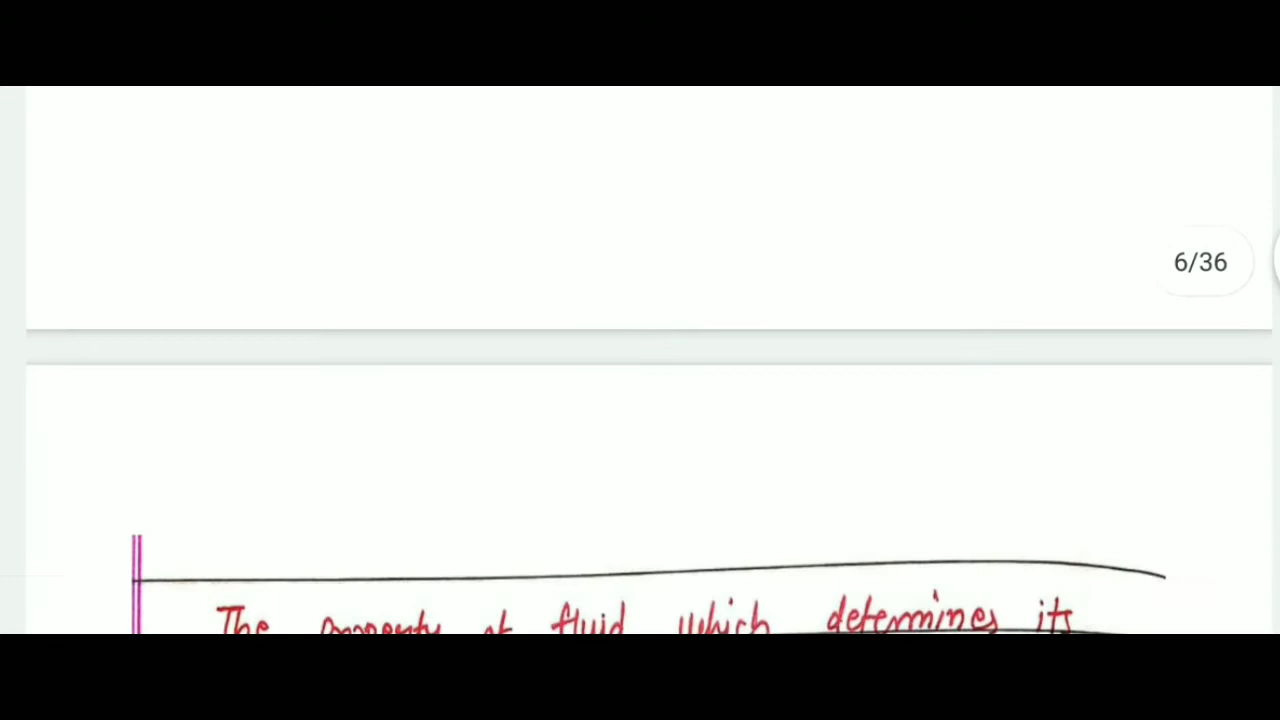 6/36
The property of fluid which determines its